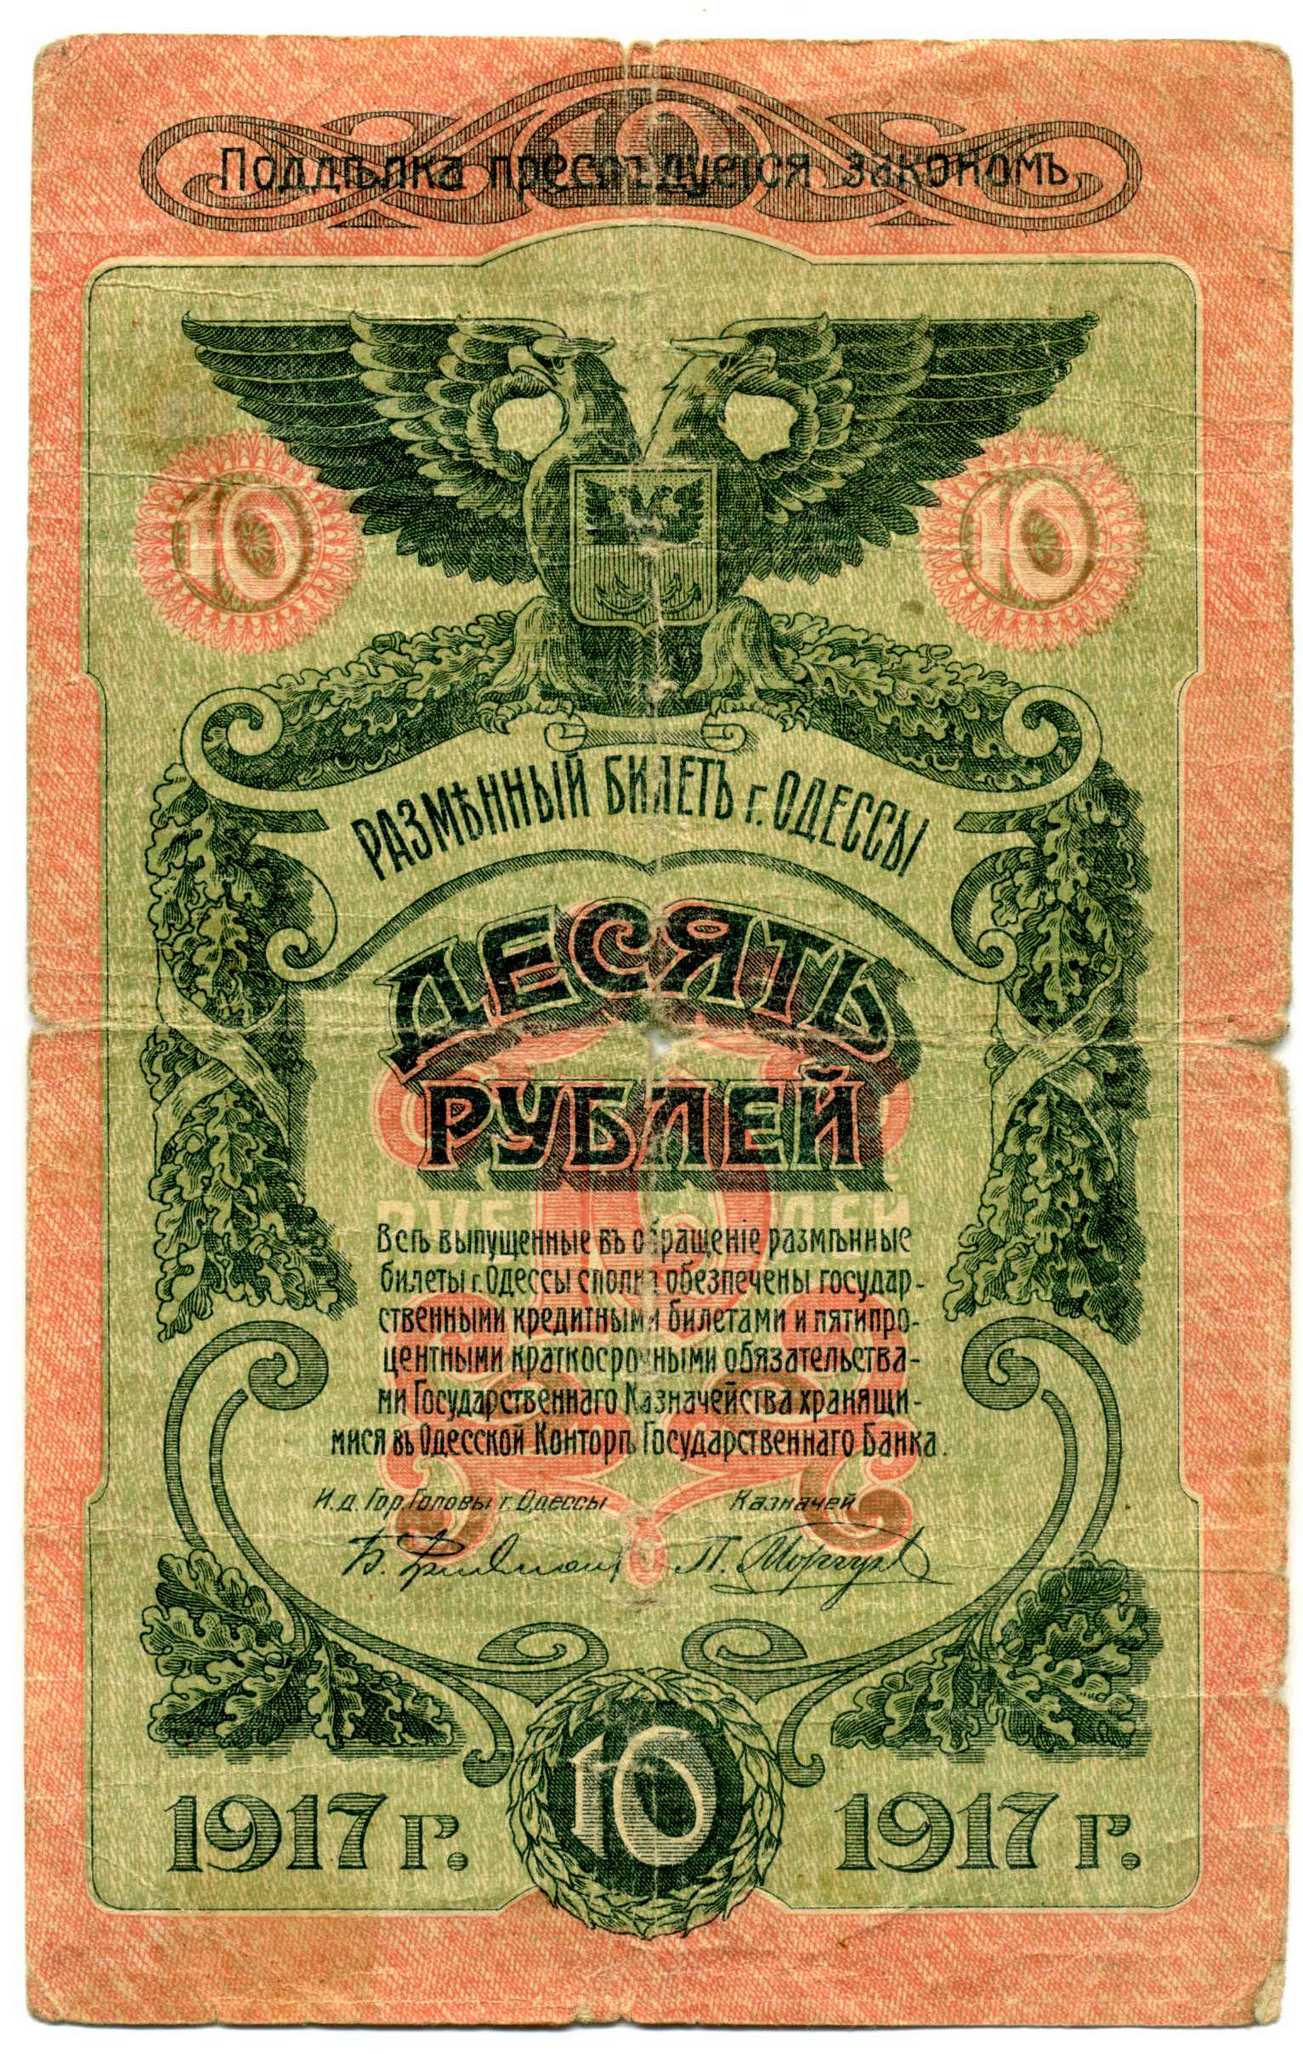 Поддѣлка преслѣдуется закономъ
10 10
РАЗМѢННЫЙ БИЛЕТЪ г. ОДЕССЫ
ДЕСЯТЬ
РУБЛЕЙ
Всѣ выпущенные въ обращеніе размѣнные
билеты г. Одессы сполна обезпечены государ-
ственными кредитными билетами и пятипро-
центными краткосрочными обязательства-
ми Государственнаго Казначейства хранящи-
мися въ Одесской Конторѣ Государственнаго Банка.
И. д. Гор. Головы г. Одессы Казначей
10
1917 г. 1917 г.